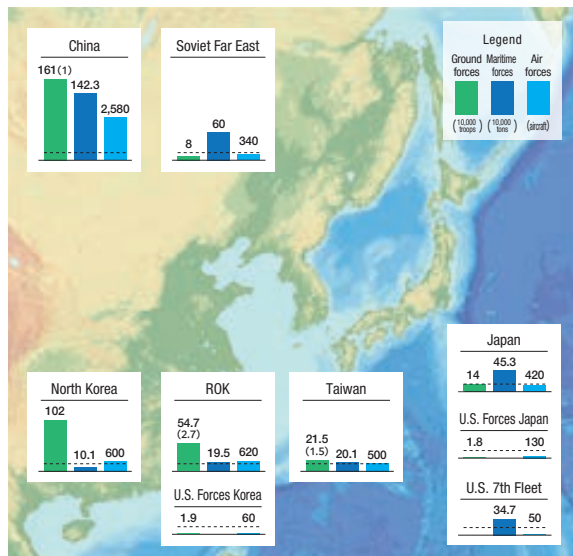 China
161(1)
142.3
2,580
Soviet Far East
8
60
340
Legend
Ground forces
Maritime forces
Air forces
(10,000 troops)
(10,000 tons)
(aircraft)
North Korea
102
10.1
600
ROK
54.7
(2.7)
19.5
620
U.S. Forces Korea
1.9
60
Taiwan
21.5
(1.5)
20.1
500
Japan
14
45.3
420
U.S. Forces Japan
1.8
130
U.S. 7th Fleet
34.7
50